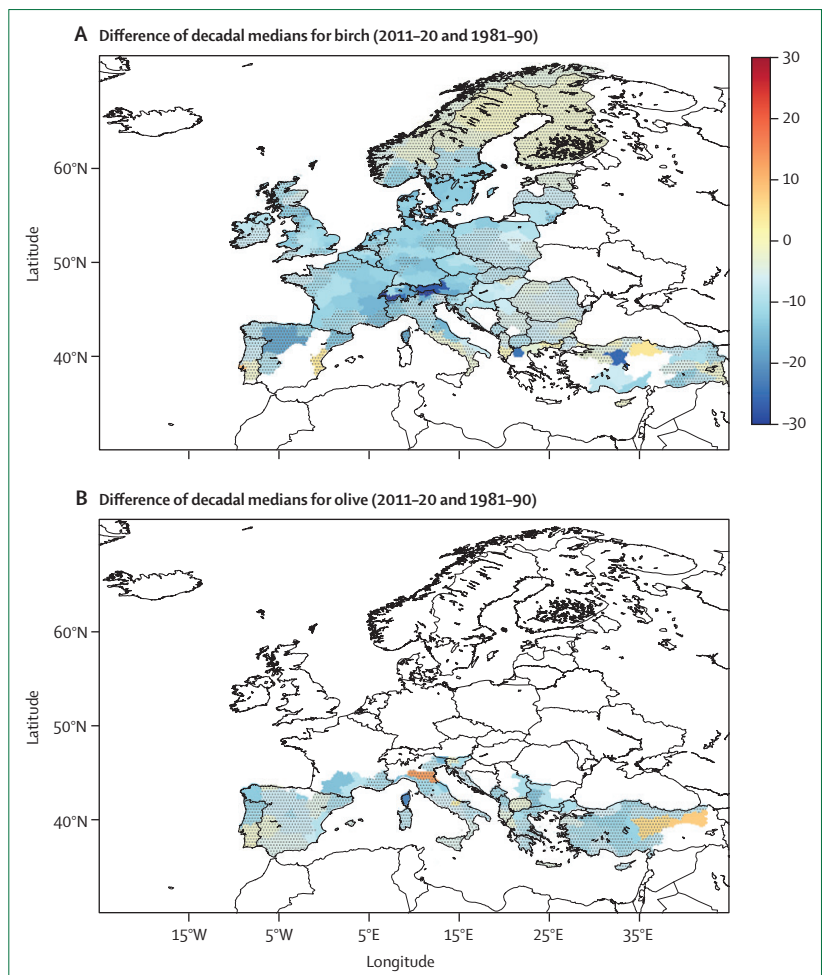 A Difference of decadal medians for birch (2011–20 and 1981–90)
30
20
10
0
–10
–20
–30
60°N
50°N
40°N
Latitude
B Difference of decadal medians for olive (2011–20 and 1981–90)
60°N
50°N
40°N
Latitude
15°W 5°W 5°E 15°E 25°E 35°E
Longitude